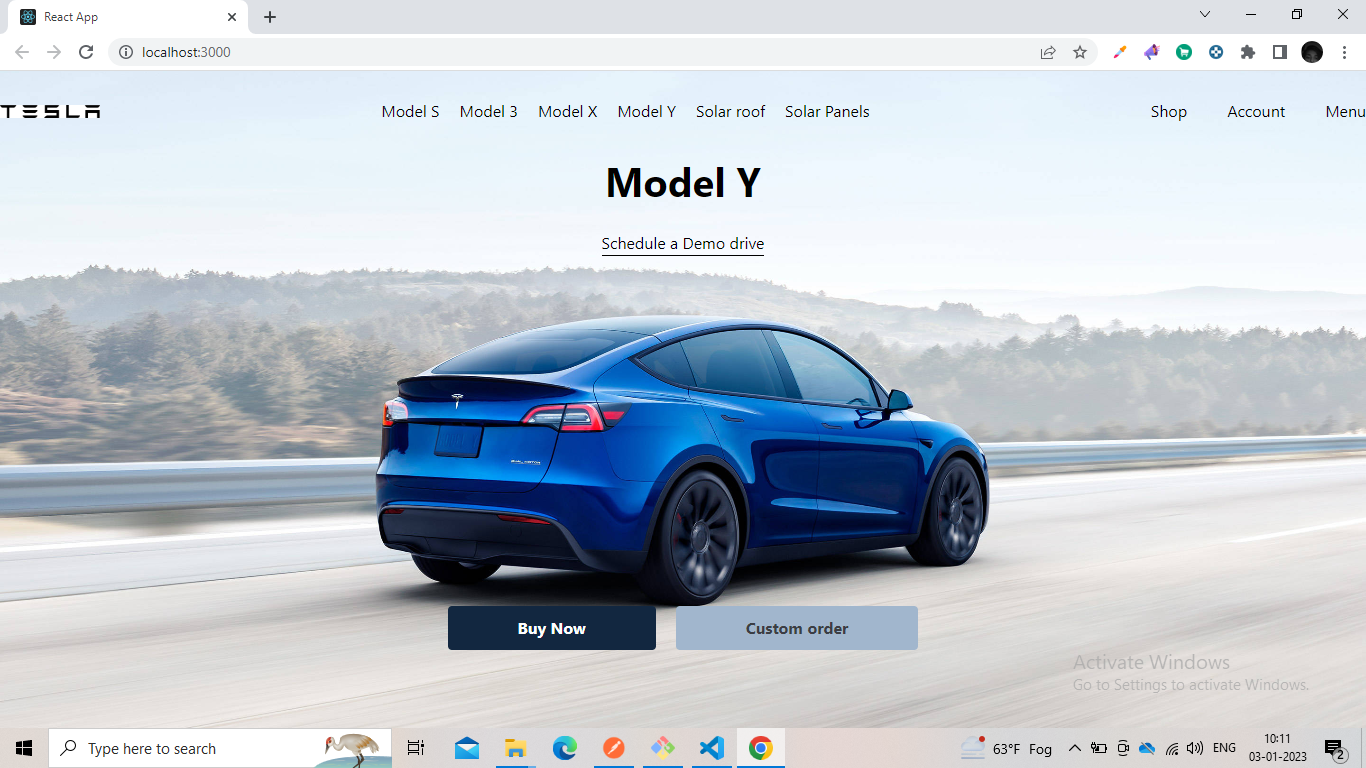 React App
localhost:3000
TESLA
Model S Model 3 Model X Model Y Solar roof Solar Panels Shop Account Menu
Model Y
Schedule a Demo drive
Buy Now Custom order
Activate Windows
Go to Settings to activate Windows.
Type here to search
63°F Fog
ENG
10:11
03-01-2023
2